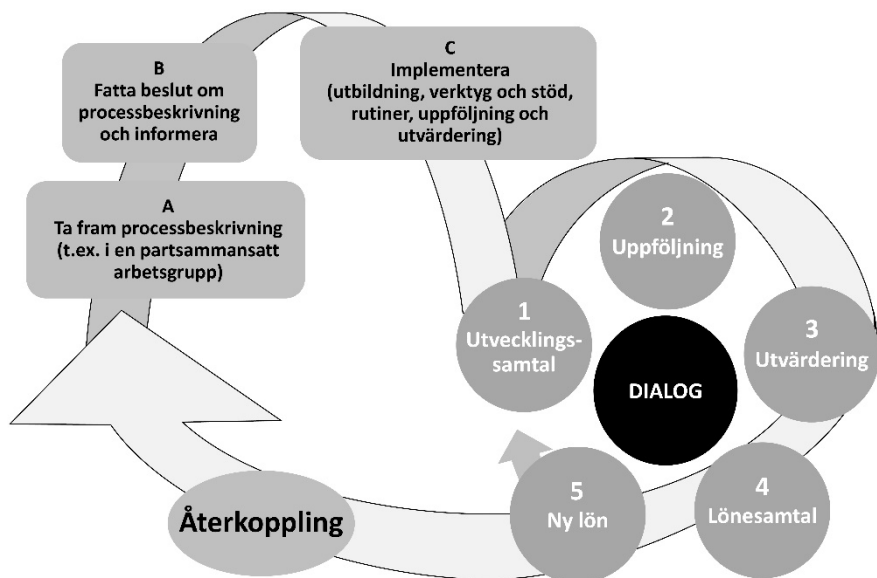 A
Ta fram processbeskrivning
(t.ex. i en partsammansatt
arbetsgrupp)
B
Fatta beslut om
processbeskrivning
och informera
C
Implementera
(utbildning, verktyg och stöd,
rutiner, uppföljning och
utvärdering)
1
Utvecklings-
samtal
2
Uppföljning
3
Utvärdering
4
Lönesamtal
5
Ny lön
DIALOG
Återkoppling